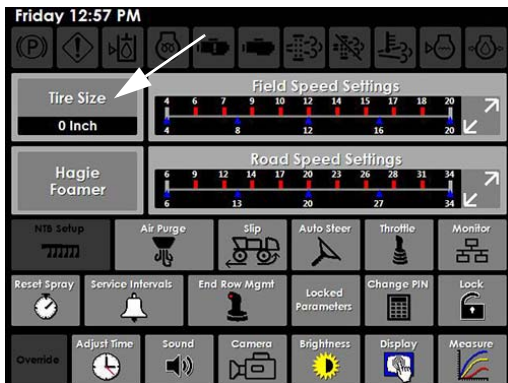 Friday 12:57 PM
(P)
Tire Size
0 Inch
Field Speed Settings
4 6 7 9 10 12 14 15 17 18 20
4 8 12 16 20
Hagie
Foamer
Road Speed Settings
6 9 12 14 17 20 23 26 28 31 34
6 13 20 27 34
NTB Setup
Air Purge
Slip
Auto Steer
Throttle
Monitor
Reset Spray
Service Intervals
End Row Mgmt
Locked
Parameters
Change PIN
Lock
Override
Adjust Time
Sound
Camera
Brightness
Display
Measure